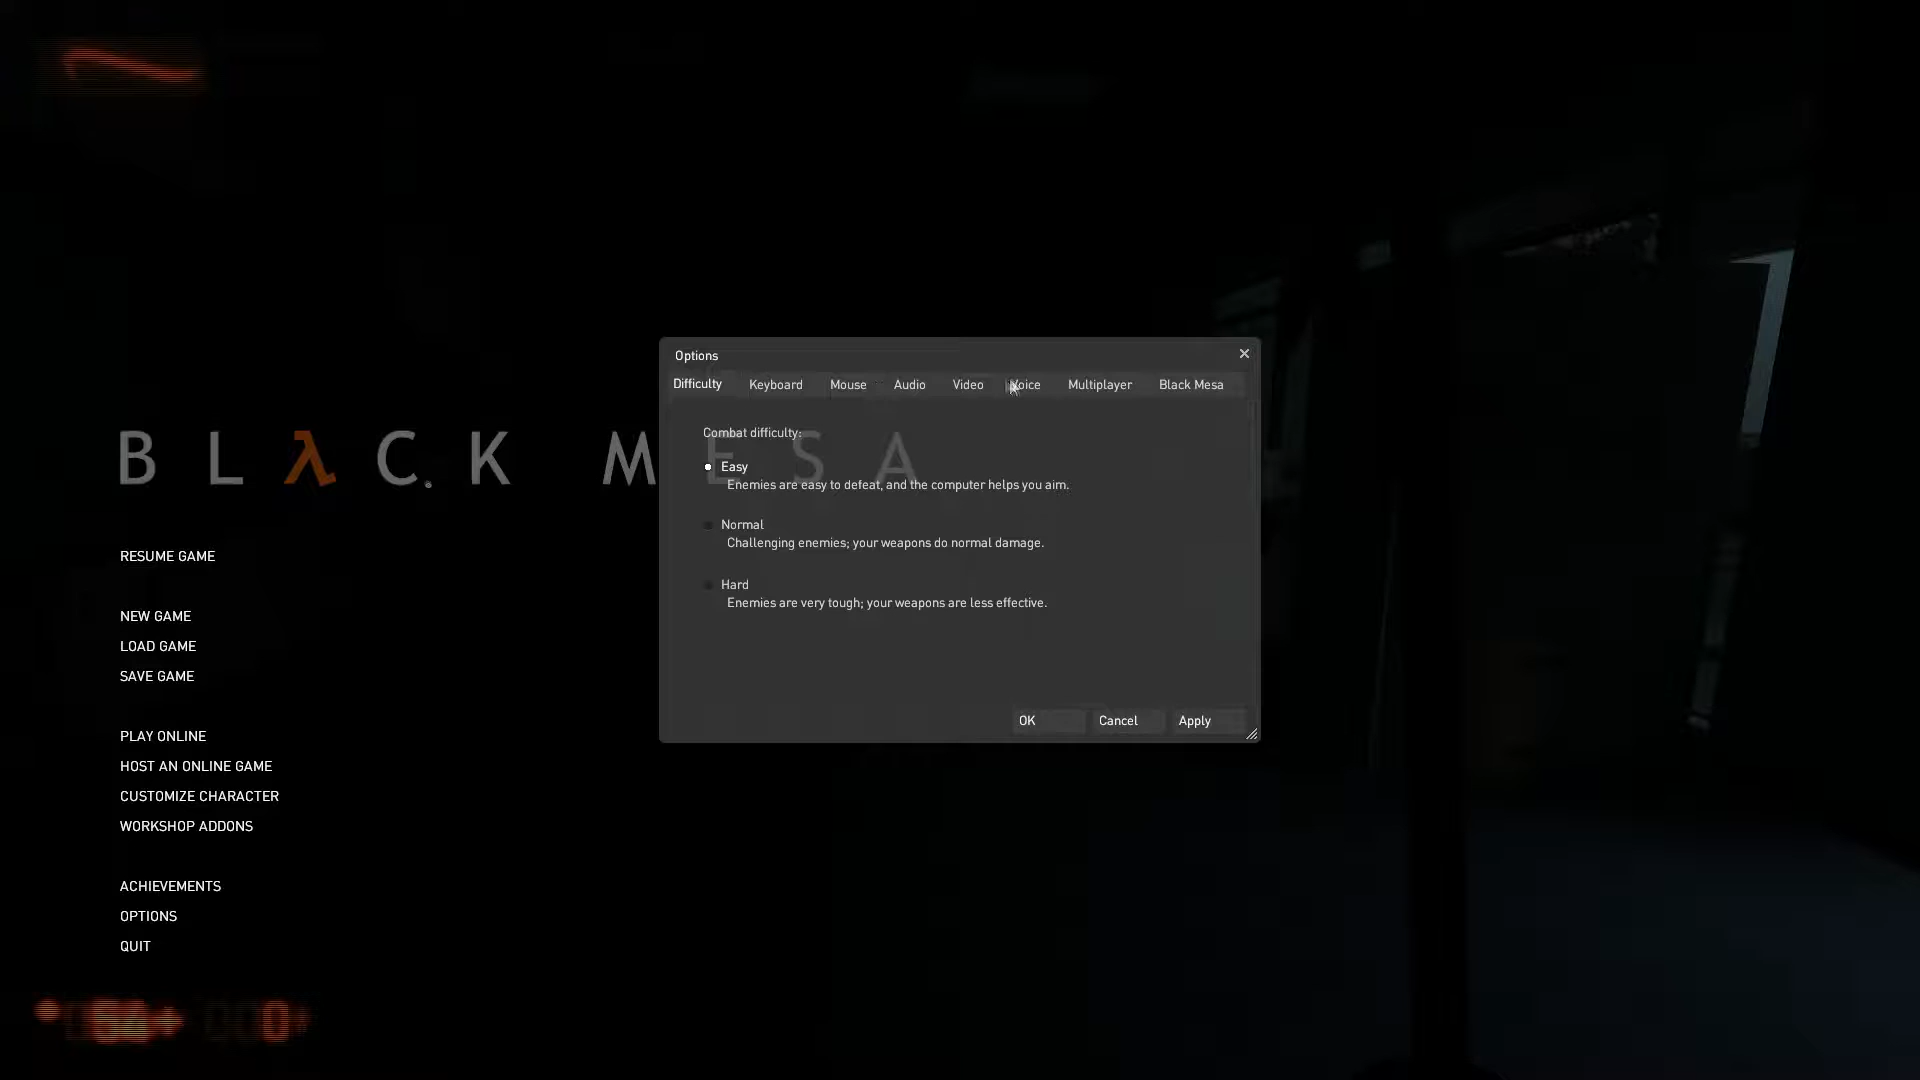 BLλCK MESA
RESUME GAME
NEW GAME
LOAD GAME
SAVE GAME
PLAY ONLINE
HOST AN ONLINE GAME
CUSTOMIZE CHARACTER
WORKSHOP ADDONS
ACHIEVEMENTS
OPTIONS
QUIT
Options
Difficulty Keyboard Mouse Audio Video Voice Multiplayer Black Mesa
Combat difficulty:
Easy
Enemies are easy to defeat, and the computer helps you aim.
Normal
Challenging enemies; your weapons do normal damage.
Hard
Enemies are very tough; your weapons are less effective.
OK Cancel Apply